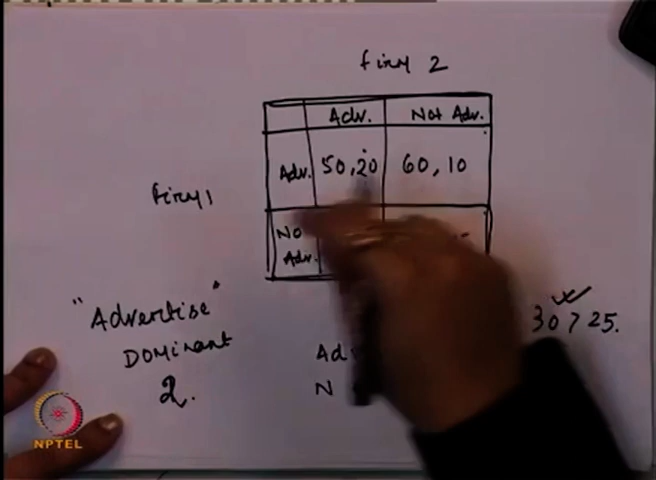 Firm 2
Adv. Not Adv.
Adv. 50,20 60,10
Firm 1
No
Adv.
"Advertise"
Dominant
2.
30 > 25.
Ad
N
NPTEL